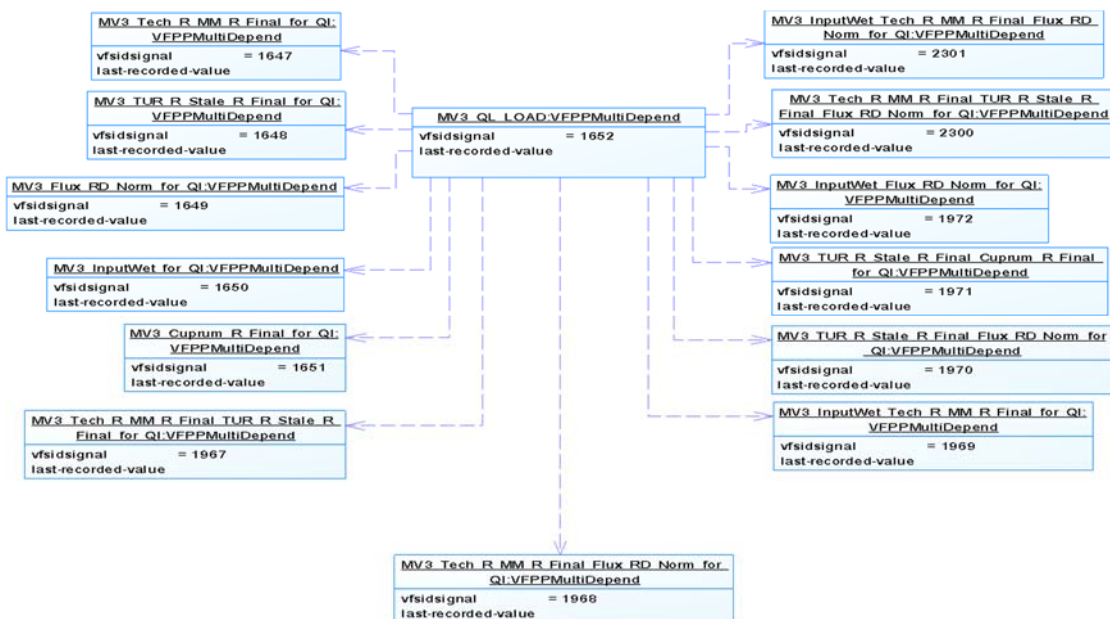 MV3 Tech R MM R Final for QI:
VFPPMultiDepend
vfsidsignal = 1647
last-recorded-value
MV3 TUR R Stale R Final for QI:
VFPPMultiDepend
vfsidsignal = 1648
last-recorded-value
MV3 Flux RD Norm for QI:VFPPMultiDepend
vfsidsignal = 1649
last-recorded-value
MV3 InputWet for QI:VFPPMultiDepend
vfsidsignal = 1650
last-recorded-value
MV3 Cuprum R Final for QI:
VFPPMultiDepend
vfsidsignal = 1651
last-recorded-value
MV3 Tech R MM R Final TUR R Stale R
Final for QI:VFPPMultiDepend
vfsidsignal = 1967
last-recorded-value
MV3 QL LOAD:VFPPMultiDepend
vfsidsignal = 1652
last-recorded-value
MV3 InputWet Tech R MM R Final Flux RD
Norm for QI:VFPPMultiDepend
vfsidsignal = 2301
last-recorded-value
MV3 Tech R MM R Final TUR R Stale R
Final Flux RD Norm for QI:VFPPMultiDepend
vfsidsignal = 2300
last-recorded-value
MV3 InputWet Flux RD Norm for QI:
VFPPMultiDepend
vfsidsignal = 1972
last-recorded-value
MV3 TUR R Stale R Final Cuprum R Final
for QI:VFPPMultiDepend
vfsidsignal = 1971
last-recorded-value
MV3 TUR R Stale R Final Flux RD Norm for
QI:VFPPMultiDepend
vfsidsignal = 1970
last-recorded-value
MV3 InputWet Tech R MM R Final for QI:
VFPPMultiDepend
vfsidsignal = 1969
last-recorded-value
MV3 Tech R MM R Final Flux RD Norm for
QI:VFPPMultiDepend
vfsidsignal = 1968
last-recorded-value